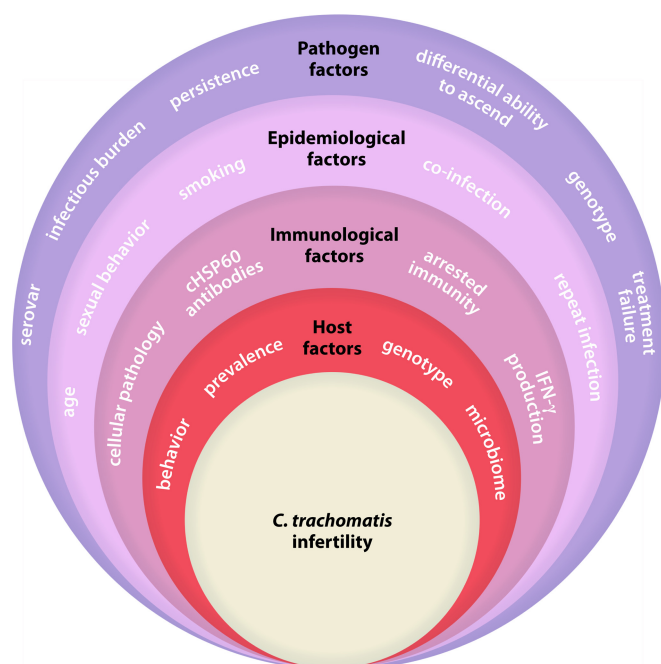 Pathogen
factors
serovar
infectious burden
persistence
differential ability
to ascend
genotype
treatment
failure
Epidemiological
factors
age
sexual behavior
smoking
co-infection
repeat infection
Immunological
factors
cellular pathology
cHSP60
antibodies
arrested
immunity
IFN-γ
production
Host
factors
behavior
prevalence
genotype
microbiome
C. trachomatis
infertility